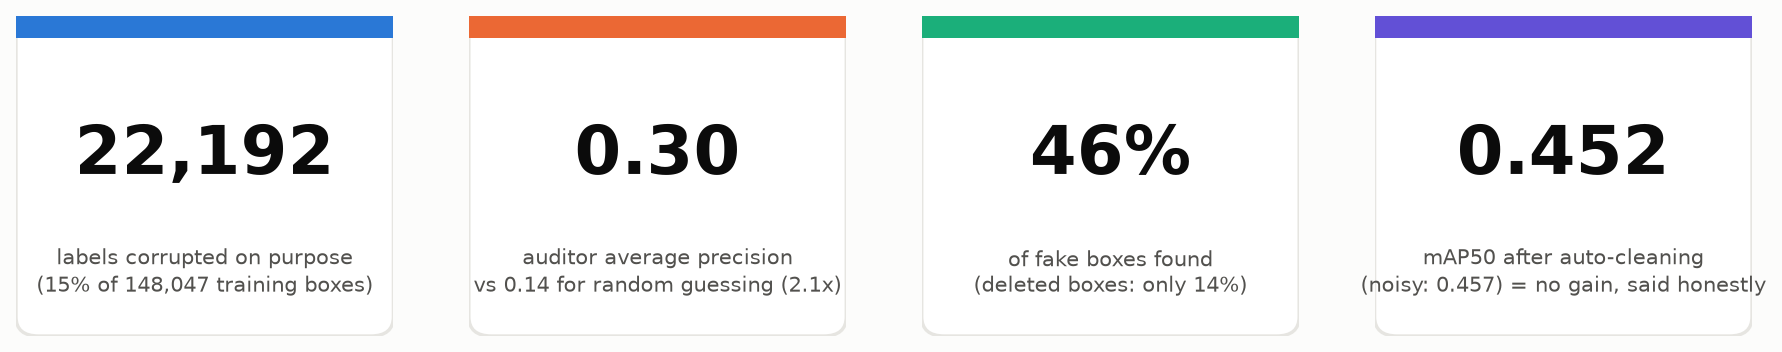 22,192
labels corrupted on purpose
(15% of 148,047 training boxes)
0.30
auditor average precision
vs 0.14 for random guessing (2.1x)
46%
of fake boxes found
(deleted boxes: only 14%)
0.452
mAP50 after auto-cleaning
(noisy: 0.457) = no gain, said honestly